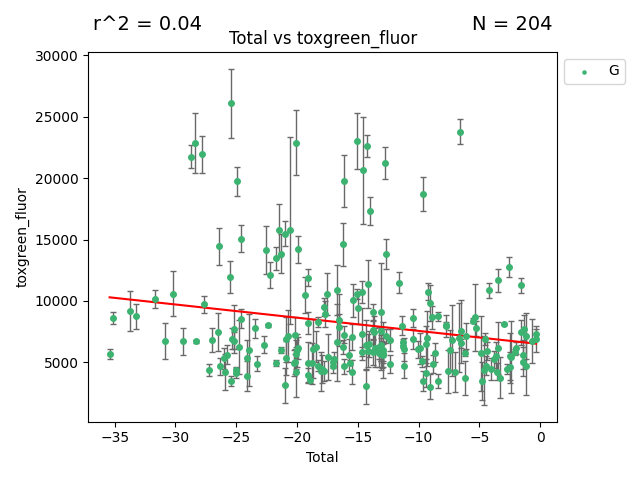 r^2 = 0.04
N = 204
Total vs toxgreen_fluor
G
toxgreen_fluor
30000
25000
20000
15000
10000
5000
−35
−30
−25
−20
−15
−10
−5
0
Total